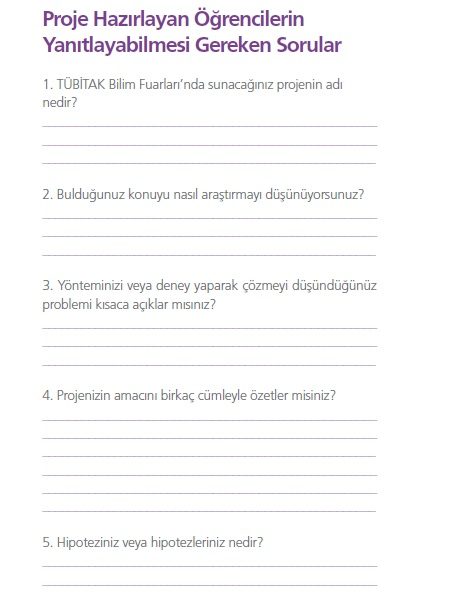 Proje Hazırlayan Öğrencilerin
Yanıtlayabilmesi Gereken Sorular
1. TÜBİTAK Bilim Fuarları’nda sunacağınız projenin adı
nedir?
2. Bulduğunuz konuyu nasıl araştırmayı düşünüyorsunuz?
3. Yönteminizi veya deney yaparak çözmeyi düşündüğünüz
problemi kısaca açıklar mısınız?
4. Projenizin amacını birkaç cümleyle özetler misiniz?
5. Hipoteziniz veya hipotezleriniz nedir?